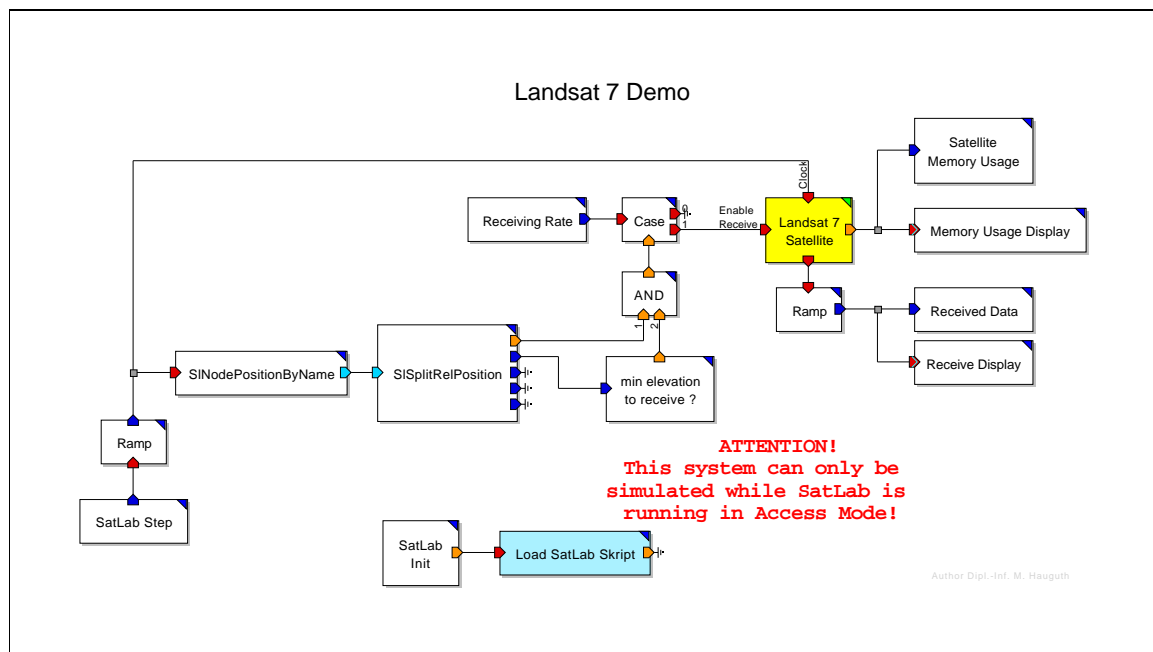 Landsat 7 Demo
Satellite
Memory Usage
Clock
Receiving Rate
Case
0
1
Enable
Receive
Landsat 7
Satellite
Memory Usage Display
AND
1
2
Ramp
Received Data
Receive Display
SlNodePositionByName
SlSplitRelPosition
min elevation
to receive ?
Ramp
SatLab Step
ATTENTION!
This system can only be
simulated while SatLab is
running in Access Mode!
SatLab
Init
Load SatLab Skript
Author Dipl.-Inf. M. Hauguth